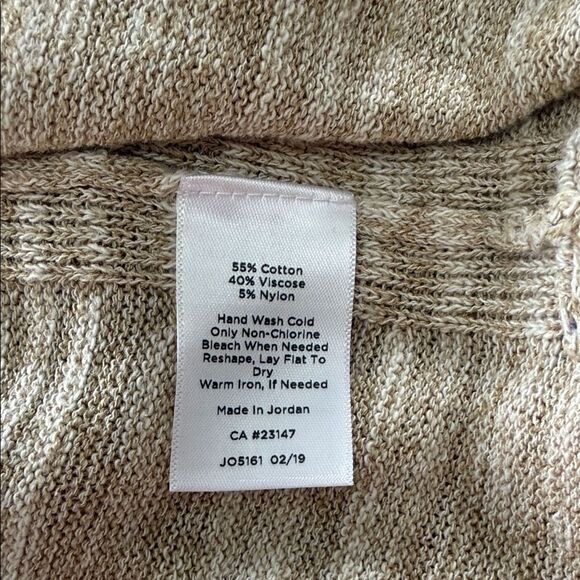 55% Cotton
40% Viscose
5% Nylon
Hand Wash Cold
Only Non-Chlorine
Bleach When Needed
Reshape, Lay Flat To
Dry
Warm Iron, If Needed
Made In Jordan
CA #23147
JO5161 02/19